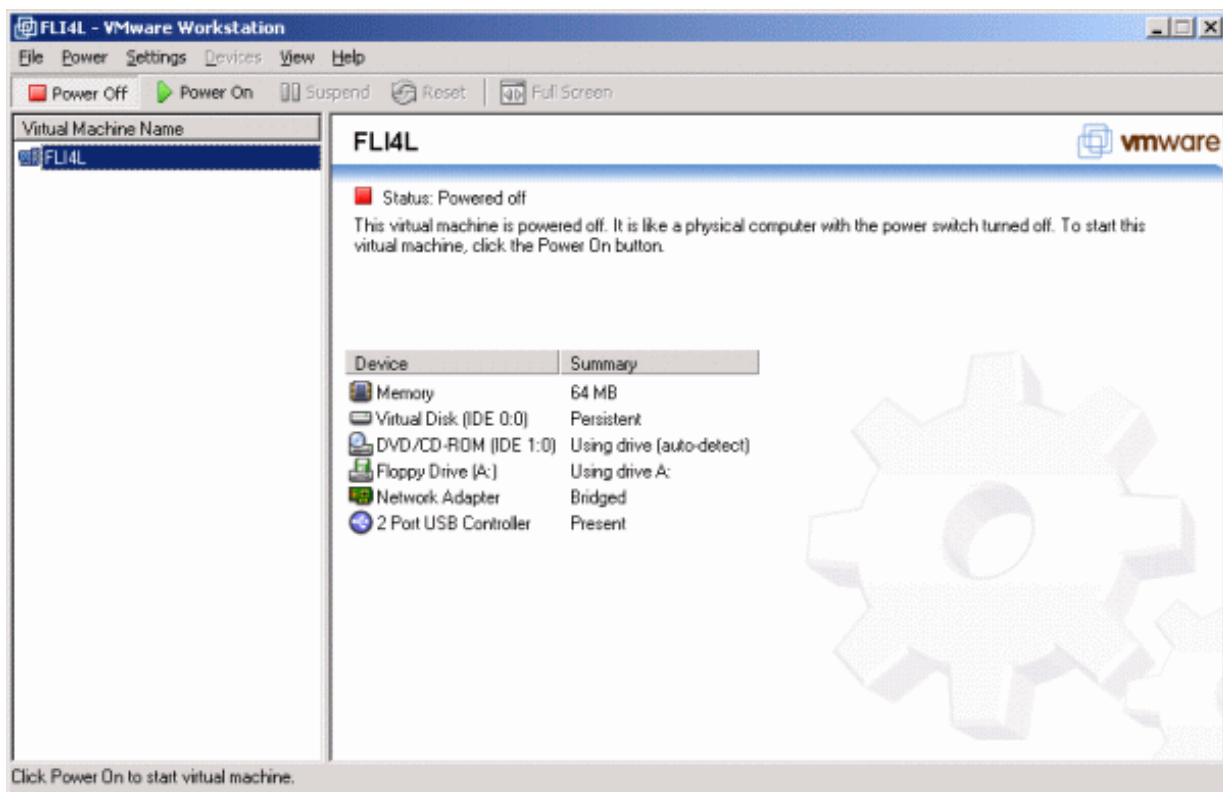 FLI4L - VMware Workstation
File Power Settings Devices View Help
Power Off Power On Suspend Reset Full Screen
Virtual Machine Name
FLI4L
FLI4L
vmware
Status: Powered off
This virtual machine is powered off. It is like a physical computer with the power switch turned off. To start this
virtual machine, click the Power On button.
Device Summary
Memory 64 MB
Virtual Disk (IDE 0:0) Persistent
DVD/CD-ROM (IDE 1:0) Using drive (auto-detect)
Floppy Drive (A:) Using drive A:
Network Adapter Bridged
2 Port USB Controller Present
Click Power On to start virtual machine.